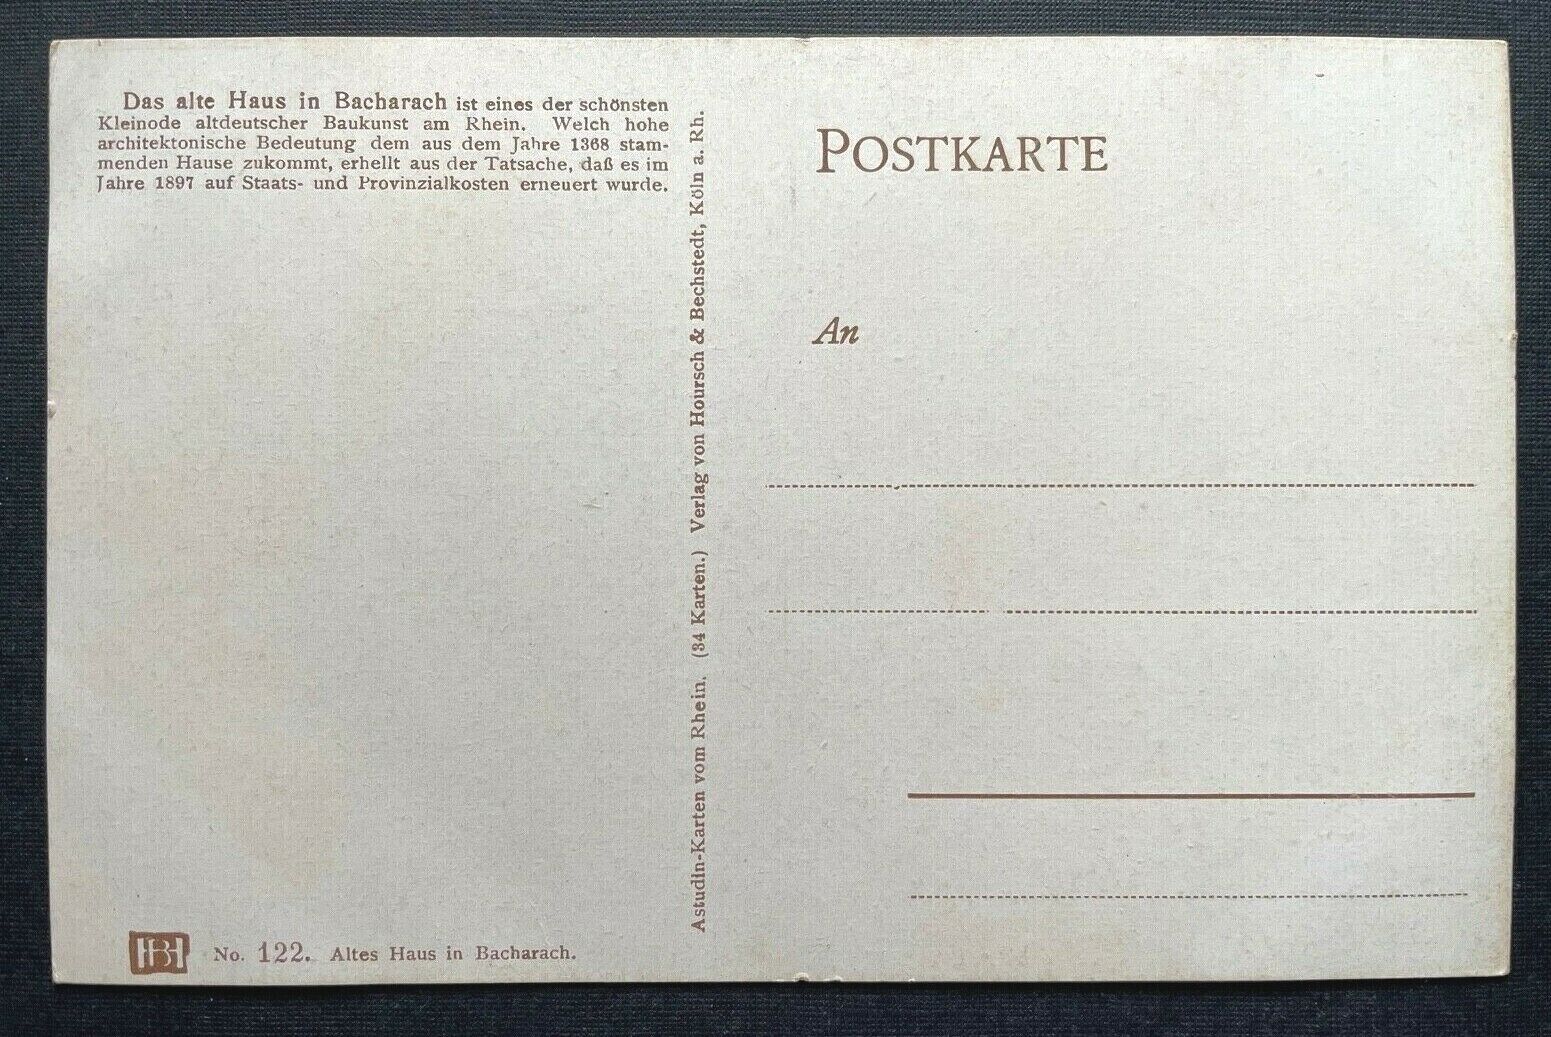 Das alte Haus in Bacharach ist eines der schönsten
Kleinode altdeutscher Baukunst am Rhein. Welch hohe
architektonische Bedeutung dem aus dem Jahre 1368 stam-
menden Hause zukommt, erhellt aus der Tatsache, daß es im
Jahre 1897 auf Staats- und Provinzialkosten erneuert wurde.
HB No. 122. Altes Haus in Bacharach.
Astudin-Karten vom Rhein. (34 Karten.) Verlag von Hoursch & Bechstedt, Köln a. Rh.
POSTKARTE
An